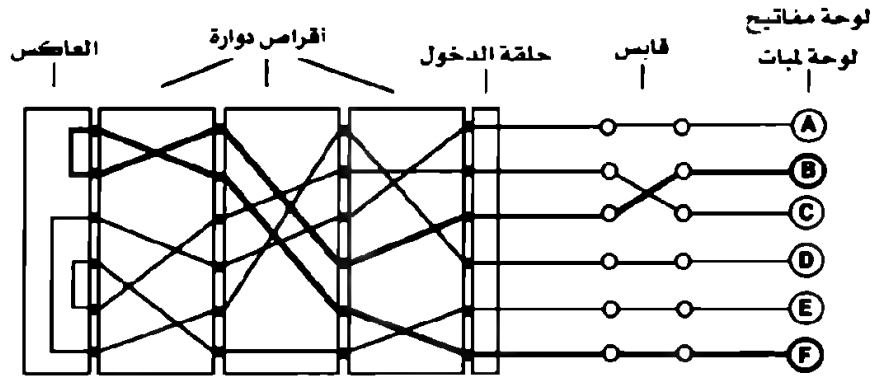 لوحة مفاتيح
لوحة لمبات
قابس
حلقة الدخول
أقراص دوارة
العاكس
A
B
C
D
E
F